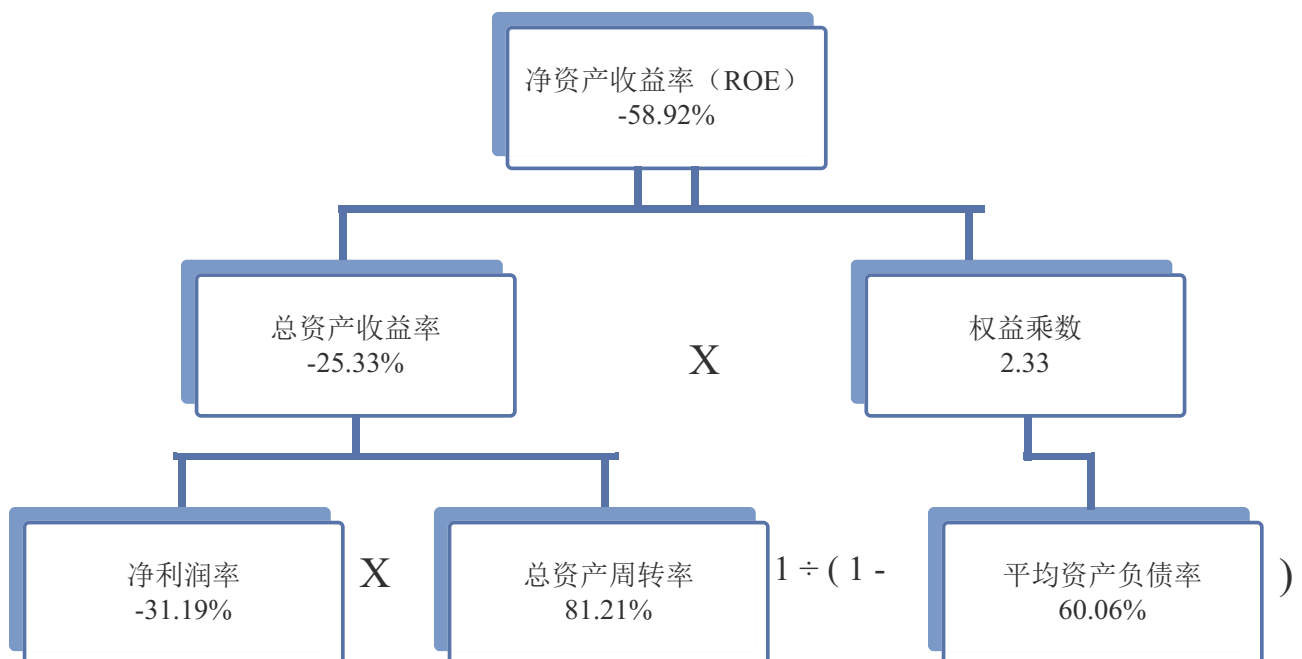 净资产收益率（ROE）
-58.92%
总资产收益率
-25.33%
X
权益乘数
2.33
净利润率
-31.19%
X
总资产周转率
81.21%
1 ÷ ( 1 -
平均资产负债率
60.06%
)